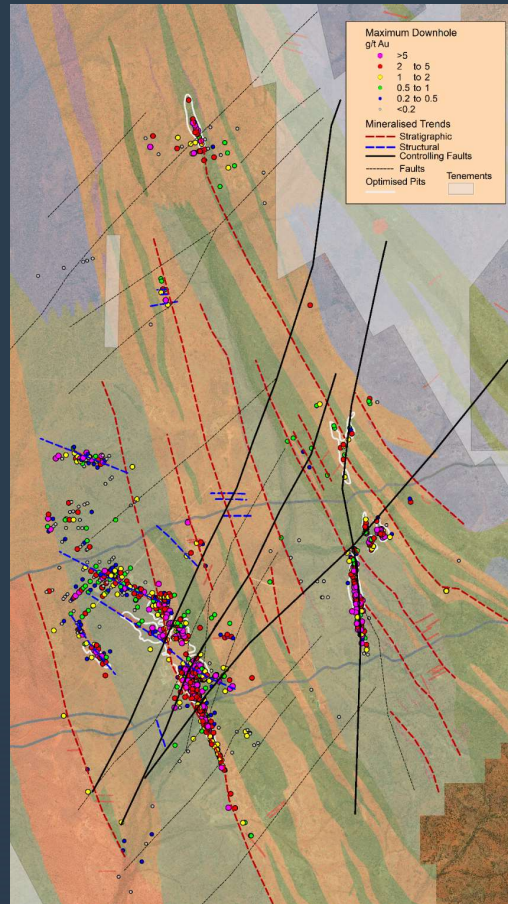 Maximum Downhole
g/t Au
>5
2 to 5
1 to 2
0.5 to 1
0.2 to 0.5
<0.2
Mineralised Trends
Stratigraphic
Structural
Controlling Faults
Faults
Optimised Pits
Tenements